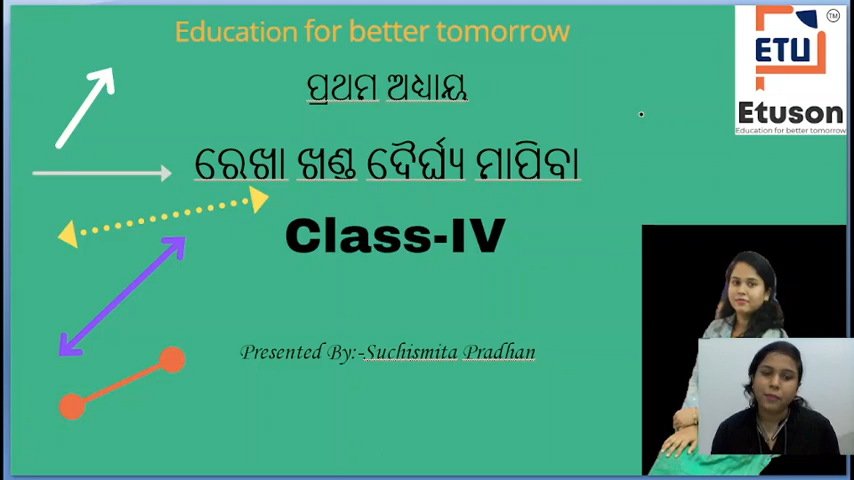 Education for better tomorrow
ପ୍ରଥମ ଅଧ୍ୟାୟ
ରେଖା ଖଣ୍ଡ ଦୈର୍ଘ୍ୟ ମାପିବା
Class-IV
Presented By:-Suchismita Pradhan
ETU
TM
Etuson
Education for better tomorrow